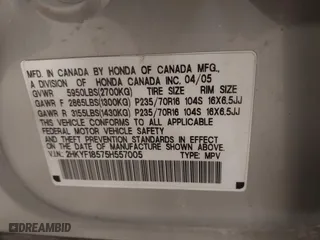 MFD. IN CANADA BY HONDA OF CANADA MFG.,
A DIVISION OF HONDA CANADA INC. 04/05
GVWR 5950LBS(2700KG) TIRE SIZE RIM SIZE
GAWR F 2865LBS(1300KG) P235/70R16 104S 16X6.5JJ
GAWR R 3155LBS(1430KG) P235/70R16 104S 16X6.5JJ
THIS VEHICLE CONFORMS TO ALL APPLICABLE
FEDERAL MOTOR VEHICLE SAFETY
AND THEFT PREVENTION STANDARDS IN
EFFECT ON THE DATE OF MANUFACTURE
SHOWN ABOVE.
V.I.N.: 2HKYF18575H557005 TYPE: MPV
DREAMBID